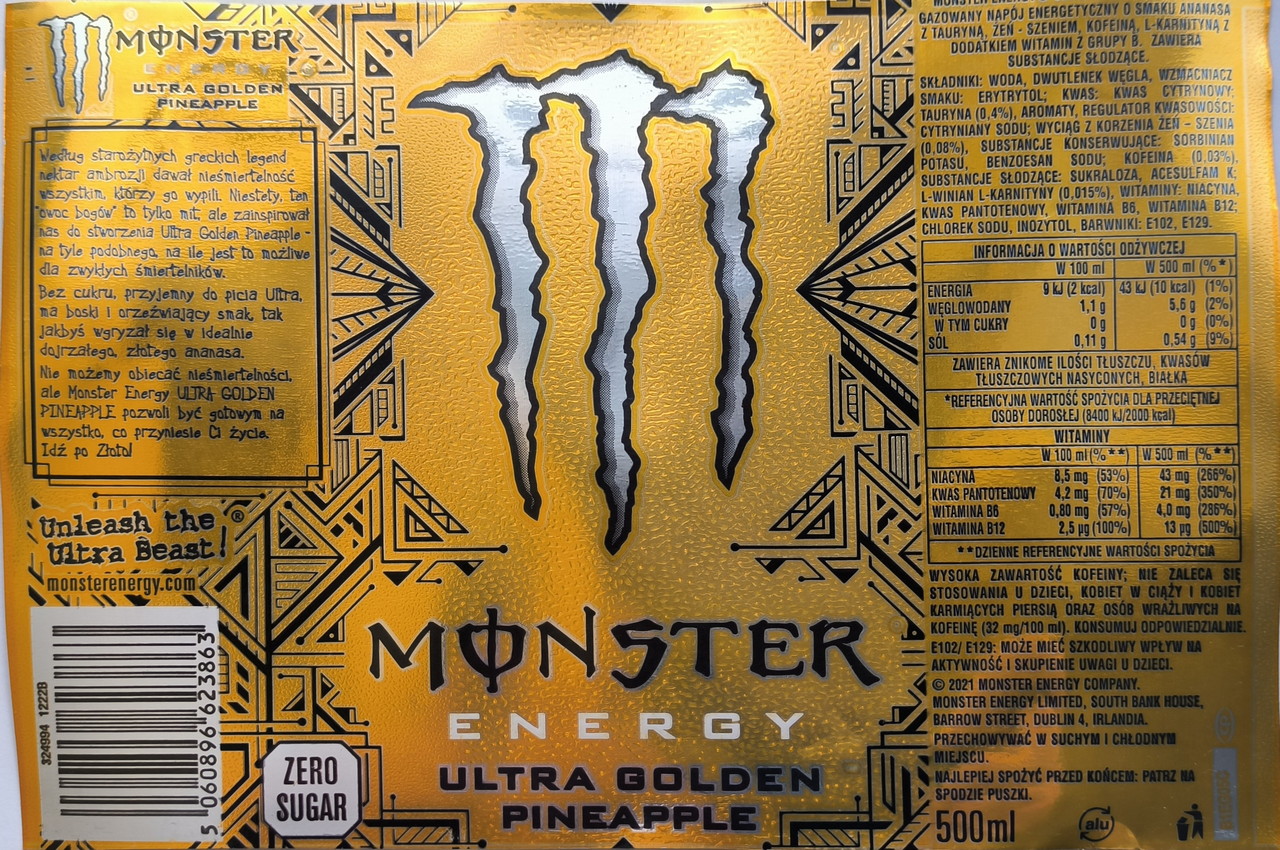 MONSTER
ENERGY
ULTRA GOLDEN
PINEAPPLE
Według starożytnych greckich legend
nektar ambrozji dawał nieśmiertelność
wszystkim, którzy go wypili. Niestety, ten
"owoc bogów" to tylko mit, ale zainspirował
nas do stworzenia Ultra Golden Pineapple -
na tyle podobnego, na ile jest to możliwe
dla zwykłych śmiertelników.
Bez cukru, przyjemny do picia Ultra,
ma boski i orzeźwiający smak, tak
jakbyś wgryzał się w idealnie
dojrzałego, złotego ananasa.
Nie możemy obiecać nieśmiertelności,
ale Monster Energy ULTRA GOLDEN
PINEAPPLE pozwoli być gotowym na
wszystko, co przyniesie Ci życie.
Idź po Złoto!
Unleash the
Ultra Beast! ®
monsterenergy.com
324994 1222B
5 060896 623863
ZERO
SUGAR
MONSTER
ENERGY
ULTRA GOLDEN
PINEAPPLE
GAZOWANY NAPÓJ ENERGETYCZNY O SMAKU ANANASA
Z TAURYNĄ, ŻEŃ - SZENIEM, KOFEINĄ, L-KARNITYNĄ Z
DODATKIEM WITAMIN Z GRUPY B. ZAWIERA
SUBSTANCJE SŁODZĄCE.
SKŁADNIKI: WODA, DWUTLENEK WĘGLA, WZMACNIACZ
SMAKU: ERYTRYTOL; KWAS: KWAS CYTRYNOWY;
TAURYNA (0,4%), AROMATY, REGULATOR KWASOWOŚCI:
CYTRYNIANY SODU; WYCIĄG Z KORZENIA ŻEŃ - SZENIA
(0,08%), SUBSTANCJE KONSERWUJĄCE: SORBINIAN
POTASU, BENZOESAN SODU; KOFEINA (0,03%),
SUBSTANCJE SŁODZĄCE: SUKRALOZA, ACESULFAM K;
L-WINIAN L-KARNITYNY (0,015%), WITAMINY: NIACYNA,
KWAS PANTOTENOWY, WITAMINA B6, WITAMINA B12;
CHLOREK SODU, INOZYTOL, BARWNIKI: E102, E129.
INFORMACJA O WARTOŚCI ODŻYWCZEJ
W 100 ml W 500 ml (%*)
ENERGIA 9 kJ (2 kcal) 43 kJ (10 kcal) (1%)
WĘGLOWODANY 1,1 g 5,6 g (2%)
W TYM CUKRY 0 g 0 g (0%)
SÓL 0,11 g 0,54 g (9%)
ZAWIERA ZNIKOME ILOŚCI TŁUSZCZU, KWASÓW
TŁUSZCZOWYCH NASYCONYCH, BIAŁKA
*REFERENCYJNA WARTOŚĆ SPOŻYCIA DLA PRZECIĘTNEJ
OSOBY DOROSŁEJ (8400 kJ/2000 kcal)
WITAMINY
W 100 ml (%**) W 500 ml (%**)
NIACYNA 8,5 mg (53%) 43 mg (266%)
KWAS PANTOTENOWY 4,2 mg (70%) 21 mg (350%)
WITAMINA B6 0,80 mg (57%) 4,0 mg (286%)
WITAMINA B12 2,5 µg (100%) 13 µg (500%)
**DZIENNE REFERENCYJNE WARTOŚCI SPOŻYCIA
WYSOKA ZAWARTOŚĆ KOFEINY; NIE ZALECA SIĘ
STOSOWANIA U DZIECI, KOBIET W CIĄŻY I KOBIET
KARMIĄCYCH PIERSIĄ ORAZ OSÓB WRAŻLIWYCH NA
KOFEINĘ (32 mg/100 ml). KONSUMUJ ODPOWIEDZIALNIE.
E102/ E129: MOŻE MIEĆ SZKODLIWY WPŁYW NA
AKTYWNOŚĆ I SKUPIENIE UWAGI U DZIECI.
© 2021 MONSTER ENERGY COMPANY.
MONSTER ENERGY LIMITED, SOUTH BANK HOUSE,
BARROW STREET, DUBLIN 4, IRLANDIA.
PRZECHOWYWAĆ W SUCHYM I CHŁODNYM
MIEJSCU.
NAJLEPIEJ SPOŻYĆ PRZED KOŃCEM: PATRZ NA
SPODZIE PUSZKI.
500ml
alu